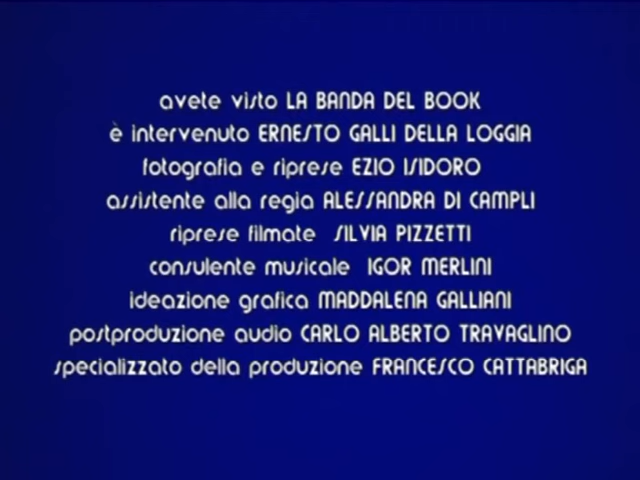 avete visto LA BANDA DEL BOOK
è intervenuto ERNESTO GALLI DELLA LOGGIA
fotografia e riprese EZIO ISIDORO
assistente alla regia ALESSANDRA DI CAMPLI
riprese filmate SILVIA PIZZETTI
consulente musicale IGOR MERLINI
ideazione grafica MADDALENA GALLIANI
postproduzione audio CARLO ALBERTO TRAVAGLINO
specializzato della produzione FRANCESCO CATTABRIGA